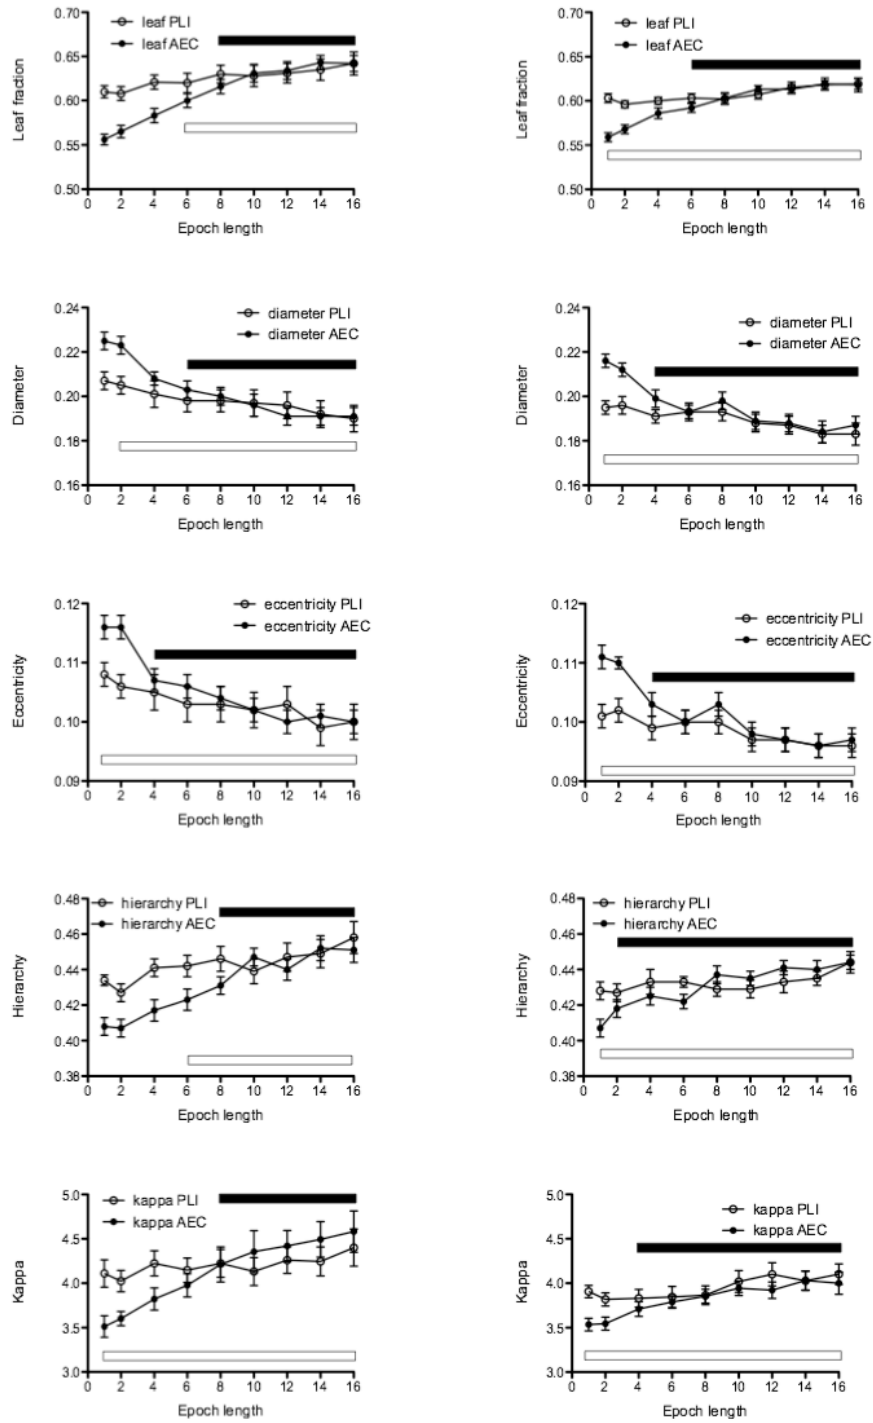 leaf PLI
leaf AEC
Leaf fraction
0.70
0.65
0.60
0.55
0.50
0 2 4 6 8 10 12 14 16
Epoch length
leaf PLI
leaf AEC
Leaf fraction
0.70
0.65
0.60
0.55
0.50
0 2 4 6 8 10 12 14 16
Epoch length
diameter PLI
diameter AEC
Diameter
0.24
0.22
0.20
0.18
0.16
0 2 4 6 8 10 12 14 16
Epoch length
diameter PLI
diameter AEC
Diameter
0.24
0.22
0.20
0.18
0.16
0 2 4 6 8 10 12 14 16
Epoch length
eccentricity PLI
eccentricity AEC
Eccentricity
0.12
0.11
0.10
0.09
0 2 4 6 8 10 12 14 16
Epoch length
eccentricity PLI
eccentricity AEC
Eccentricity
0.12
0.11
0.10
0.09
0 2 4 6 8 10 12 14 16
Epoch length
hierarchy PLI
hierarchy AEC
Hierarchy
0.48
0.46
0.44
0.42
0.40
0.38
0 2 4 6 8 10 12 14 16
Epoch length
hierarchy PLI
hierarchy AEC
Hierarchy
0.48
0.46
0.44
0.42
0.40
0.38
0 2 4 6 8 10 12 14 16
Epoch length
kappa PLI
kappa AEC
Kappa
5.0
4.5
4.0
3.5
3.0
0 2 4 6 8 10 12 14 16
Epoch length
kappa PLI
kappa AEC
Kappa
5.0
4.5
4.0
3.5
3.0
0 2 4 6 8 10 12 14 16
Epoch length